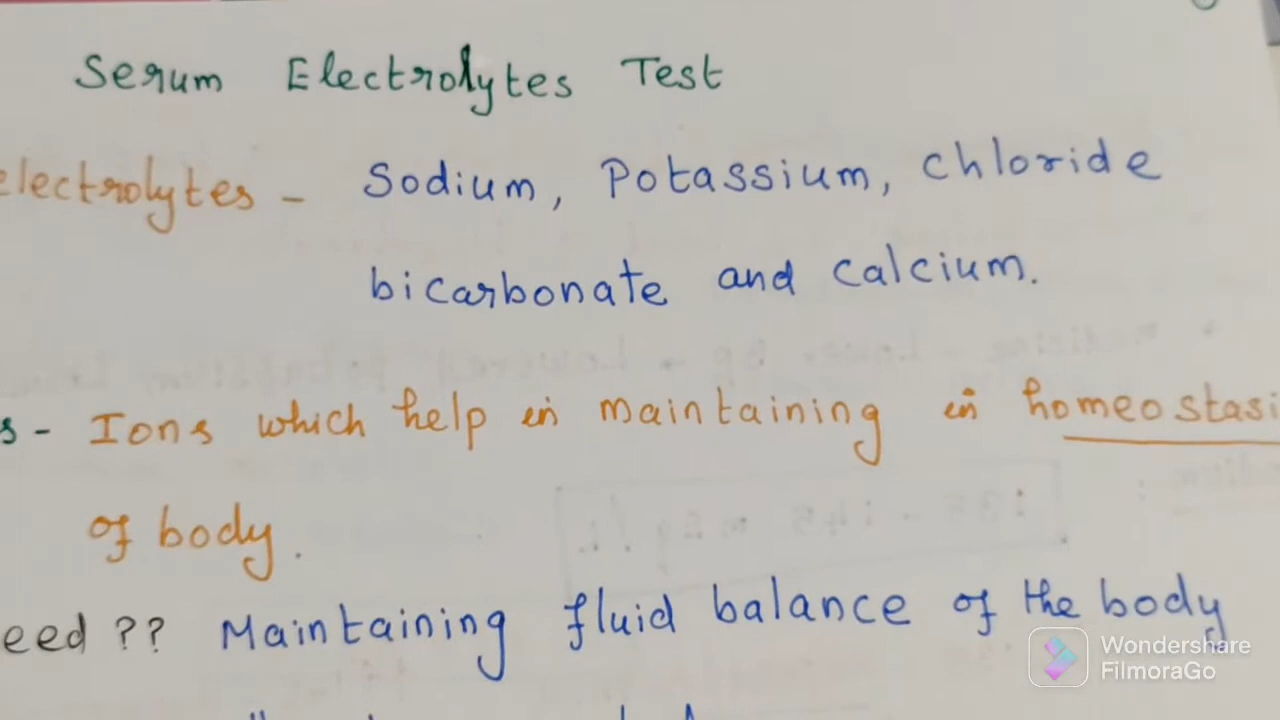 Serum Electrolytes Test
electrolytes - Sodium, Potassium, Chloride
bicarbonate and calcium.
s - Ions which help in maintaining in homeostasi
of body.
eed ?? Maintaining fluid balance of the body
Wondershare
FilmoraGo